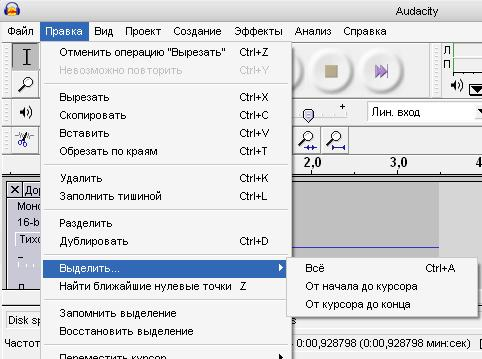 Audacity
Файл Правка Вид Проект Создание Эффекты Анализ Справка
Отменить операцию "Вырезать" Ctrl+Z
Невозможно повторить Ctrl+Y
Л
П
Вырезать Ctrl+X
Скопировать Ctrl+C
Вставить Ctrl+V
Обрезать по краям Ctrl+T
Лин. вход
2,0 3,0 4
Удалить Ctrl+K
Заполнить тишиной Ctrl+L
X До
Моно
16-b
Тихо
Разделить
Дублировать Ctrl+D
Выделить...
Всё Ctrl+A
Найти ближайшие нулевые точки Z
От начала до курсора
От курсора до конца
Запомнить выделение
Disk sp
Восстановить выделение
Частот
0:00,928798 (0:00,928798 мин:сек)
Переместить курсор